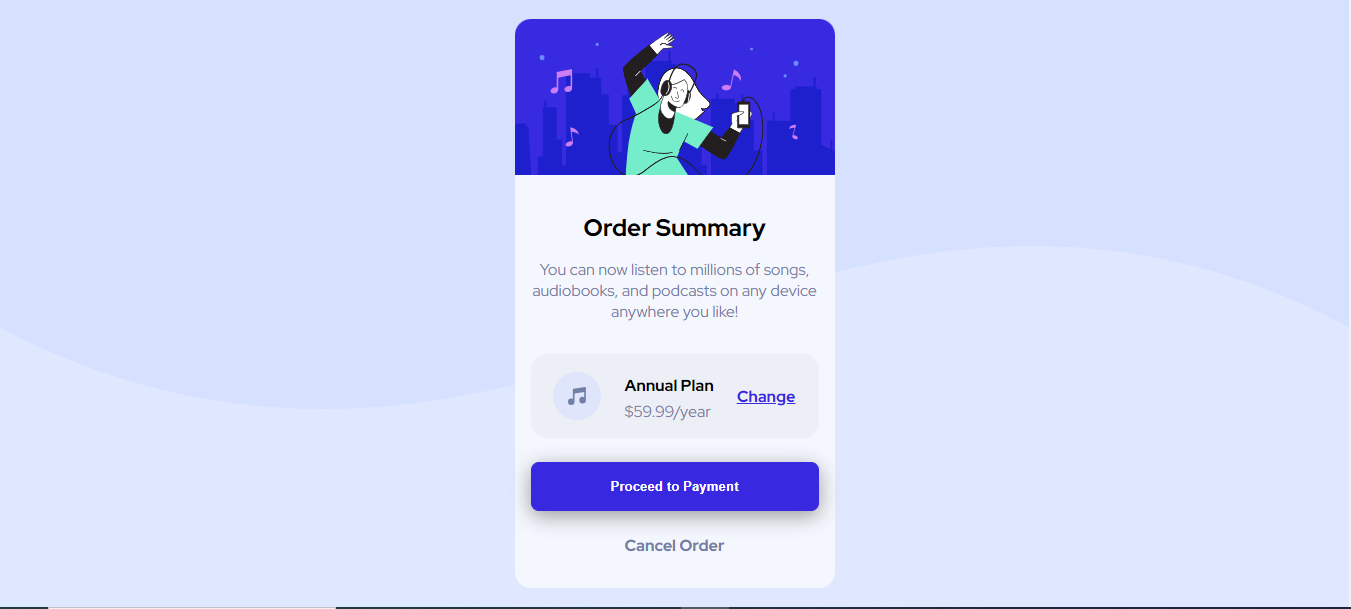 Order Summary
You can now listen to millions of songs,
audiobooks, and podcasts on any device
anywhere you like!
Annual Plan
$59.99/year
Change
Proceed to Payment
Cancel Order